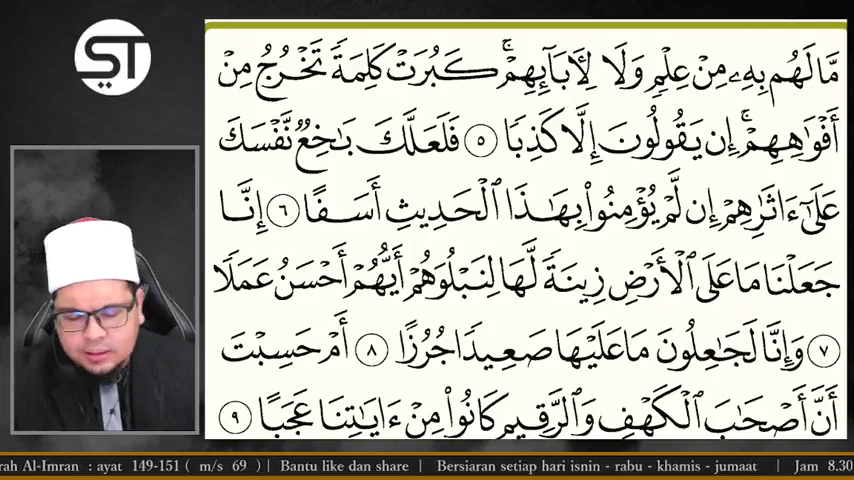 ST
مَّا لَهُم بِهِۦ مِنْ عِلْمٍ وَلَا لِأٓبَآئِهِمْ ۚ كَبُرَتْ كَلِمَةً تَخْرُجُ مِنْ
أَفْوَٰهِهِمْ ۚ إِن يَقُولُونَ إِلَّا كَذِبًا ٥ فَلَعَلَّكَ بَـٰخِعٌ نَّفْسَكَ
عَلَىٰٓ ءَاثَـٰرِهِمْ إِن لَّمْ يُؤْمِنُوا۟ بِهَـٰذَا ٱلْحَدِيثِ أَسَفًا ٦ إِنَّا
جَعَلْنَا مَا عَلَى ٱلْأَرْضِ زِينَةً لَّهَا لِنَبْلُوَهُمْ أَيُّهُمْ أَحْسَنُ عَمَلًا
٧ وَإِنَّا لَجَـٰعِلُونَ مَا عَلَيْهَا صَعِيدًا جُرُزًا ٨ أَمْ حَسِبْتَ
أَنَّ أَصْحَـٰبَ ٱلْكَهْفِ وَٱلرَّقِيمِ كَانُوا۟ مِنْ ءَايَـٰتِنَا عَجَبًا ٩
rah Al-Imran : ayat 149-151 ( m/s 69 ) | Bantu like dan share | Bersiaran setiap hari isnin - rabu - khamis - jumaat | Jam 8.30